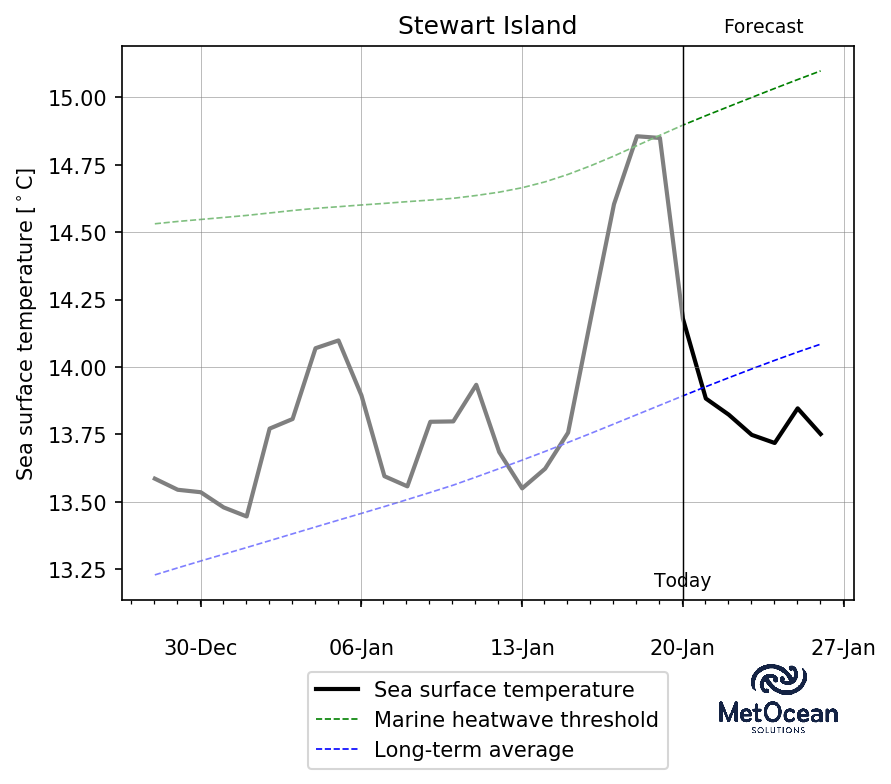 Stewart Island
Forecast
Sea surface temperature [°C]
15.00
14.75
14.50
14.25
14.00
13.75
13.50
13.25
Today
30-Dec 06-Jan 13-Jan 20-Jan 27-Jan
Sea surface temperature
Marine heatwave threshold
Long-term average
MetOcean
SOLUTIONS